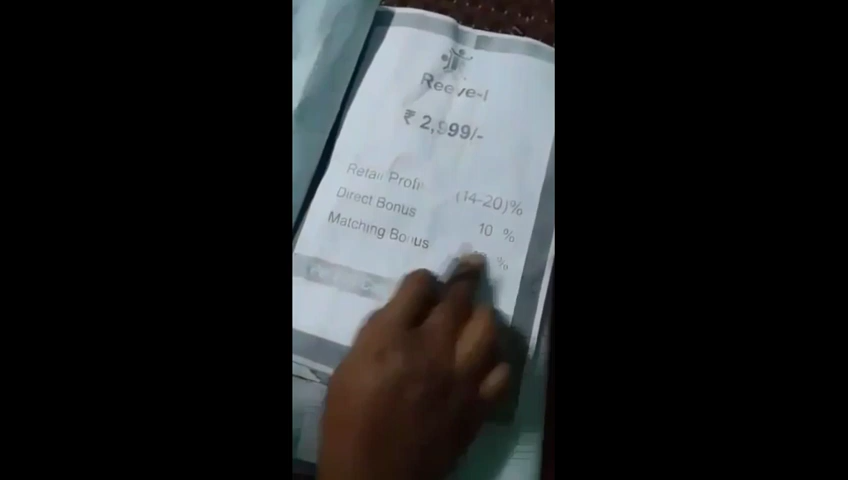 Reeve-I
₹ 2,999/-
Retail Profit (14-20)%
Direct Bonus 10 %
Matching Bonus %